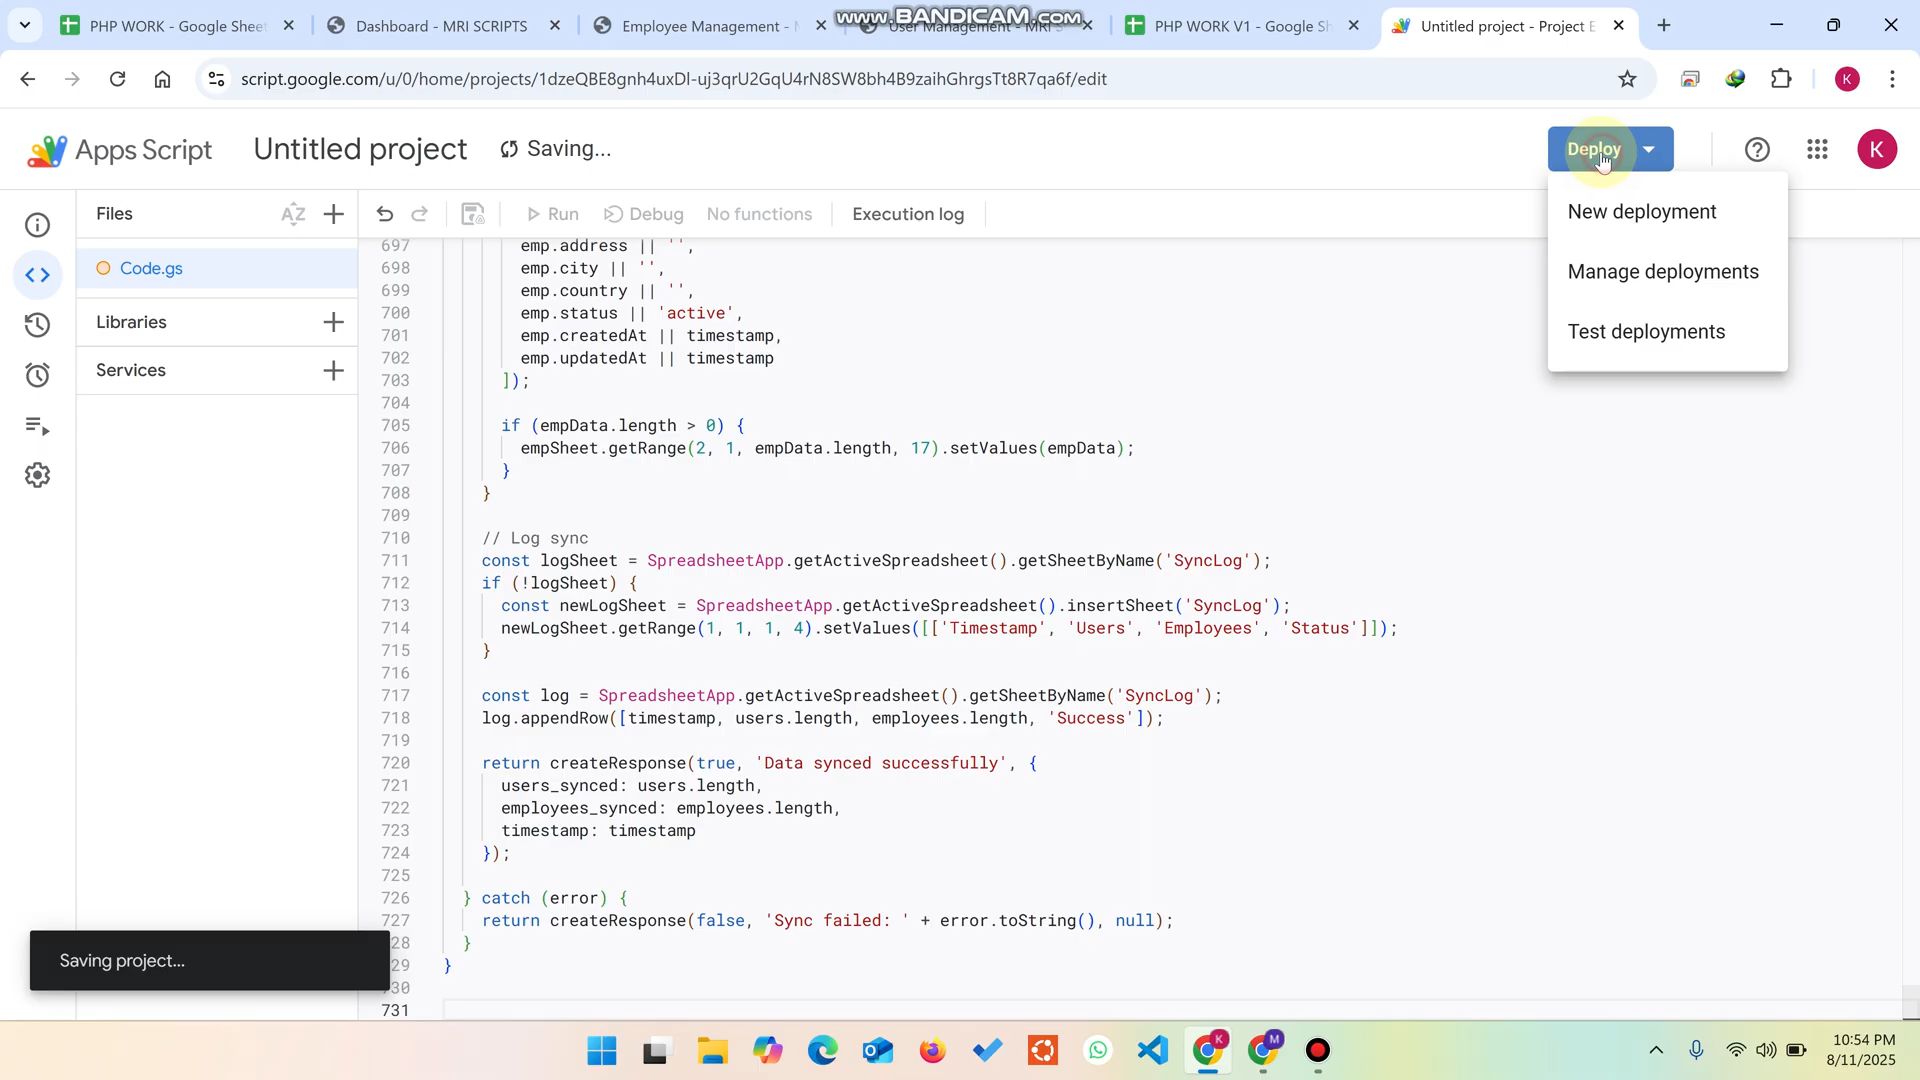 www.BANDICAM.com
PHP WORK - Google Sheet
Dashboard - MRI SCRIPTS
Employee Management -
User Management - MRI S
PHP WORK V1 - Google Sh
Untitled project - Project E
script.google.com/u/0/home/projects/1dzeQBE8gnh4uxDI-uj3qrU2GqU4rN8SW8bh4B9zaihGhrgsTt8R7qa6f/edit
K
Apps Script
Untitled project
Saving...
Deploy
K
New deployment
Manage deployments
Test deployments
Files
Run
Debug
No functions
Execution log
Code.gs
Libraries
Services
697 emp.address || '',
698 emp.city || '',
699 emp.country || '',
700 emp.status || 'active',
701 emp.createdAt || timestamp,
702 emp.updatedAt || timestamp
703 ]);
704
705 if (empData.length > 0) {
706 empSheet.getRange(2, 1, empData.length, 17).setValues(empData);
707 }
708 }
709
710 // Log sync
711 const logSheet = SpreadsheetApp.getActiveSpreadsheet().getSheetByName('SyncLog');
712 if (!logSheet) {
713 const newLogSheet = SpreadsheetApp.getActiveSpreadsheet().insertSheet('SyncLog');
714 newLogSheet.getRange(1, 1, 1, 4).setValues([['Timestamp', 'Users', 'Employees', 'Status']]);
715 }
716
717 const log = SpreadsheetApp.getActiveSpreadsheet().getSheetByName('SyncLog');
718 log.appendRow([timestamp, users.length, employees.length, 'Success']);
719
720 return createResponse(true, 'Data synced successfully', {
721 users_synced: users.length,
722 employees_synced: employees.length,
723 timestamp: timestamp
724 });
725
726 } catch (error) {
727 return createResponse(false, 'Sync failed: ' + error.toString(), null);
28 }
29 }
30
731
Saving project...
10:54 PM
8/11/2025